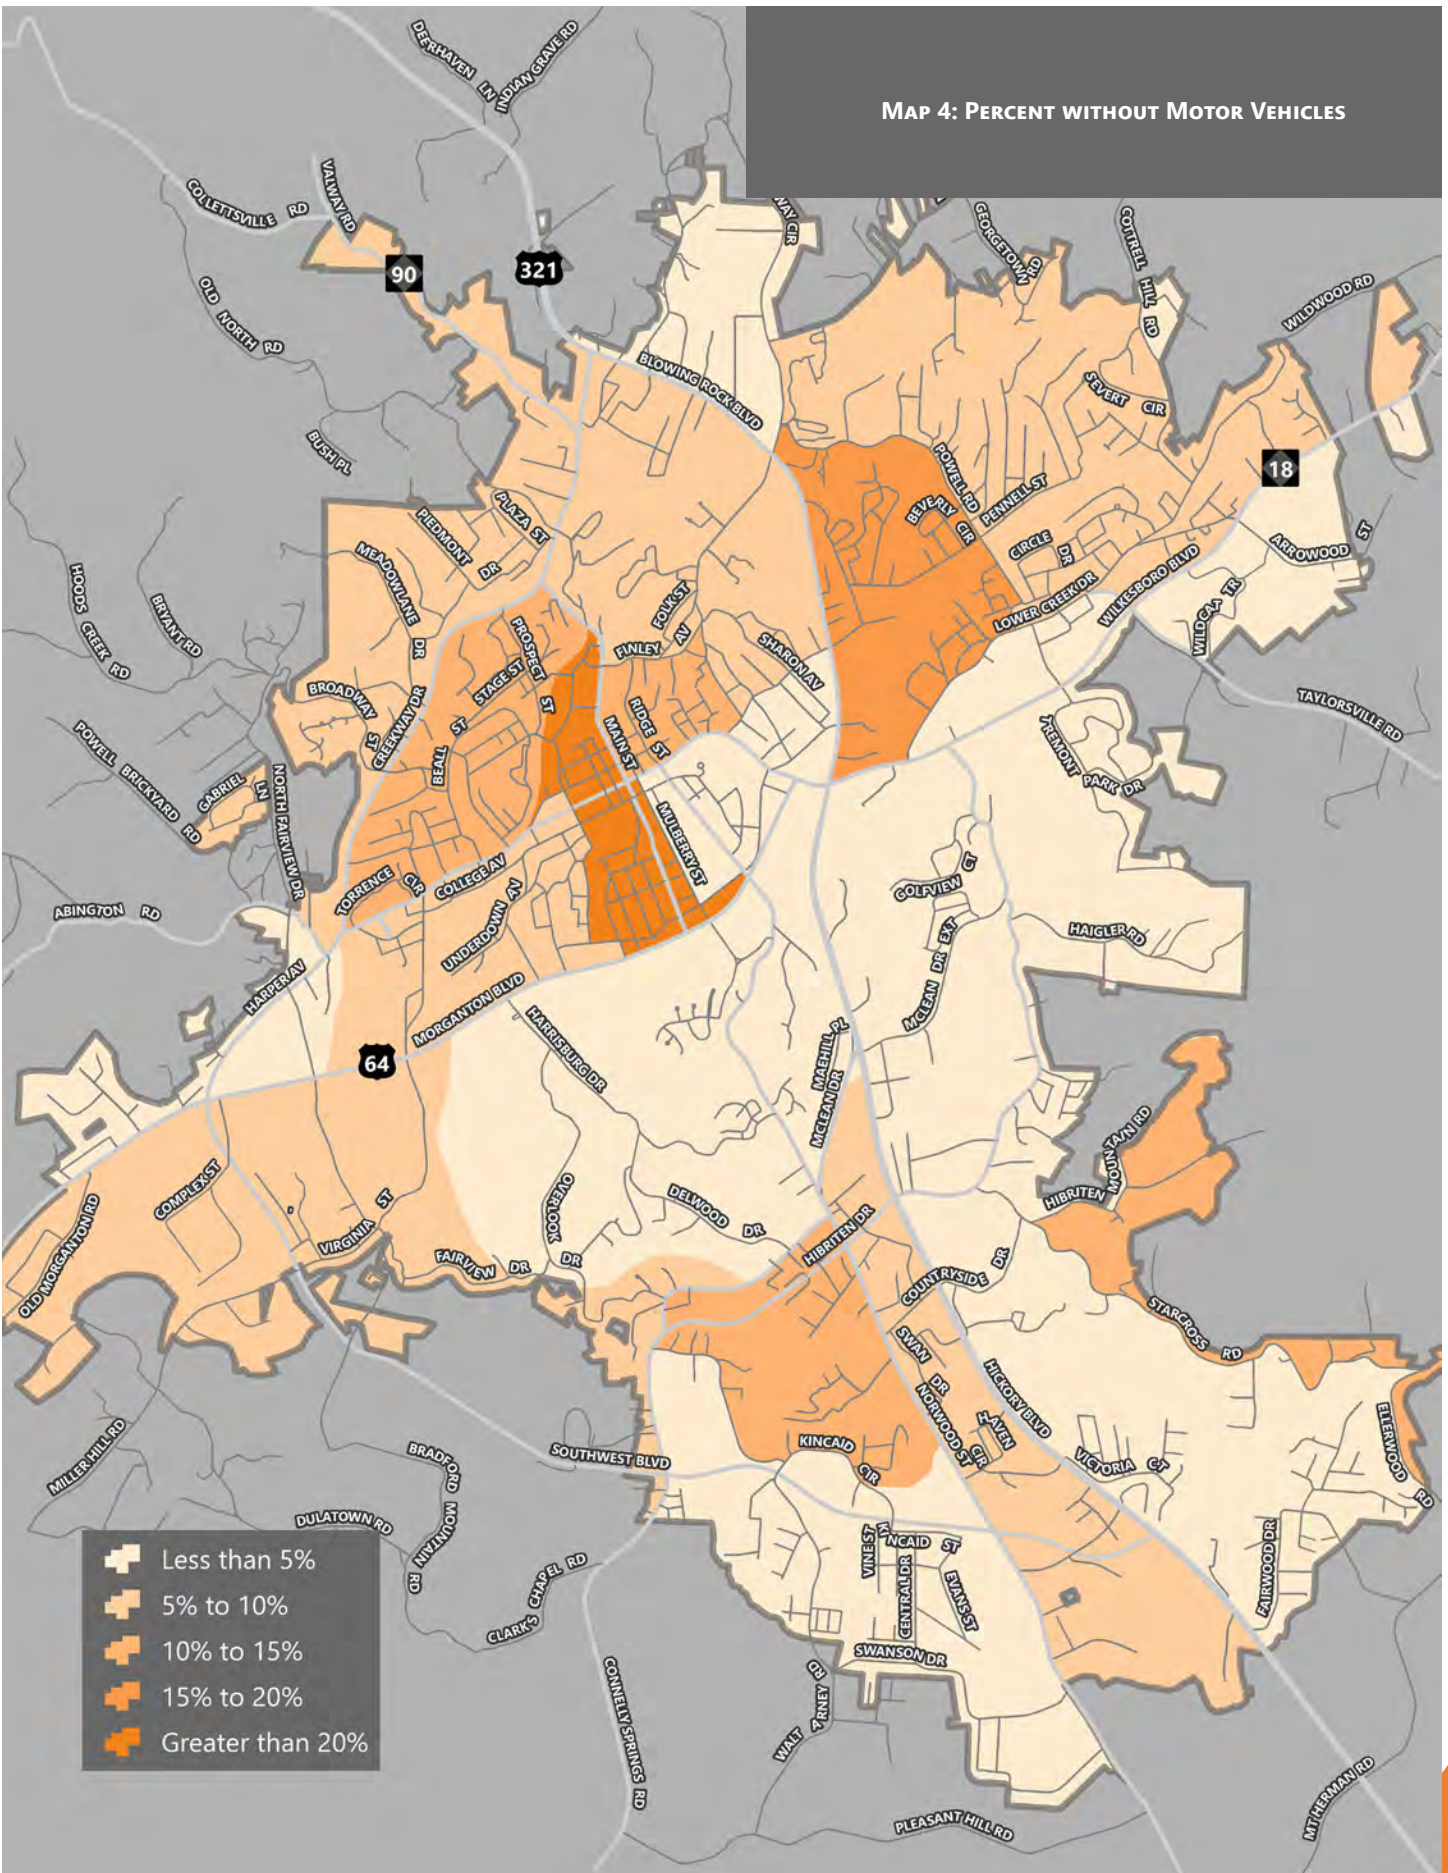 MAP 4: PERCENT WITHOUT MOTOR VEHICLES
DEERHAVEN LN
INDIAN GRAVE RD
COLLETTSVILLE RD
VALWAY RD
90
321
WAY CIR
GEORGETOWN RD
COTTRELL HILL RD
WILDWOOD RD
OLD NORTH RD
BLOWING ROCK BLVD
SEVERT CIR
BUSH PL
18
POWELL RD
PENNELL ST
BEVERLY CIR
PLAZA ST
PIEDMONT DR
CIRCLE DR
ARROWOOD ST
MEADOWLANE DR
WILKESBORO BLVD
LOWER CREEK DR
WILDCAT TR
HOODS CREEK RD
BRYANT RD
FOLK ST
FINLEY AV
PROSPECT ST
STAGE ST
SHARON AV
BROADWAY ST
CREEKWAY DR
BEALL ST
RIDGE ST
MAIN ST
TREMONT PARK DR
TAYLORSVILLE RD
POWELL BRICKYARD RD
GABRIEL LN
NORTH FAIRVIEW DR
MULBERRY ST
TORRENCE CIR
COLLEGE AV
UNDERDOWN AV
GOLFVIEW CT
ABINGTON RD
HAIGLER RD
MCLEAN DR EXT
HARPER AV
MORGANTON BLVD
HARRISBURG DR
64
MAEHILL PL
MCLEAN DR
HIBRITEN MOUNTAIN RD
COMPLEX ST
OLD MORGANTON RD
VIRGINIA ST
OVERLOOK DR
DELWOOD DR
HIBRITEN DR
FAIRVIEW DR
COUNTRYSIDE DR
STARCROSS RD
SWAN DR
NORWOOD ST
HAVEN CIR
HICKORY BLVD
ELLERWOOD RD
MILLER HILL RD
BRADFORD MOUNTAIN RD
SOUTHWEST BLVD
KINCAID CIR
VICTORIA CT
DULATOWN RD
VINE ST
KINCAID ST
CENTRAL DR
EVANS ST
FAIRWOOD DR
CLARK'S CHAPEL RD
SWANSON DR
WALT ARNEY RD
CONNELLY SPRINGS RD
PLEASANT HILL RD
MT HERMAN RD
Less than 5%
5% to 10%
10% to 15%
15% to 20%
Greater than 20%